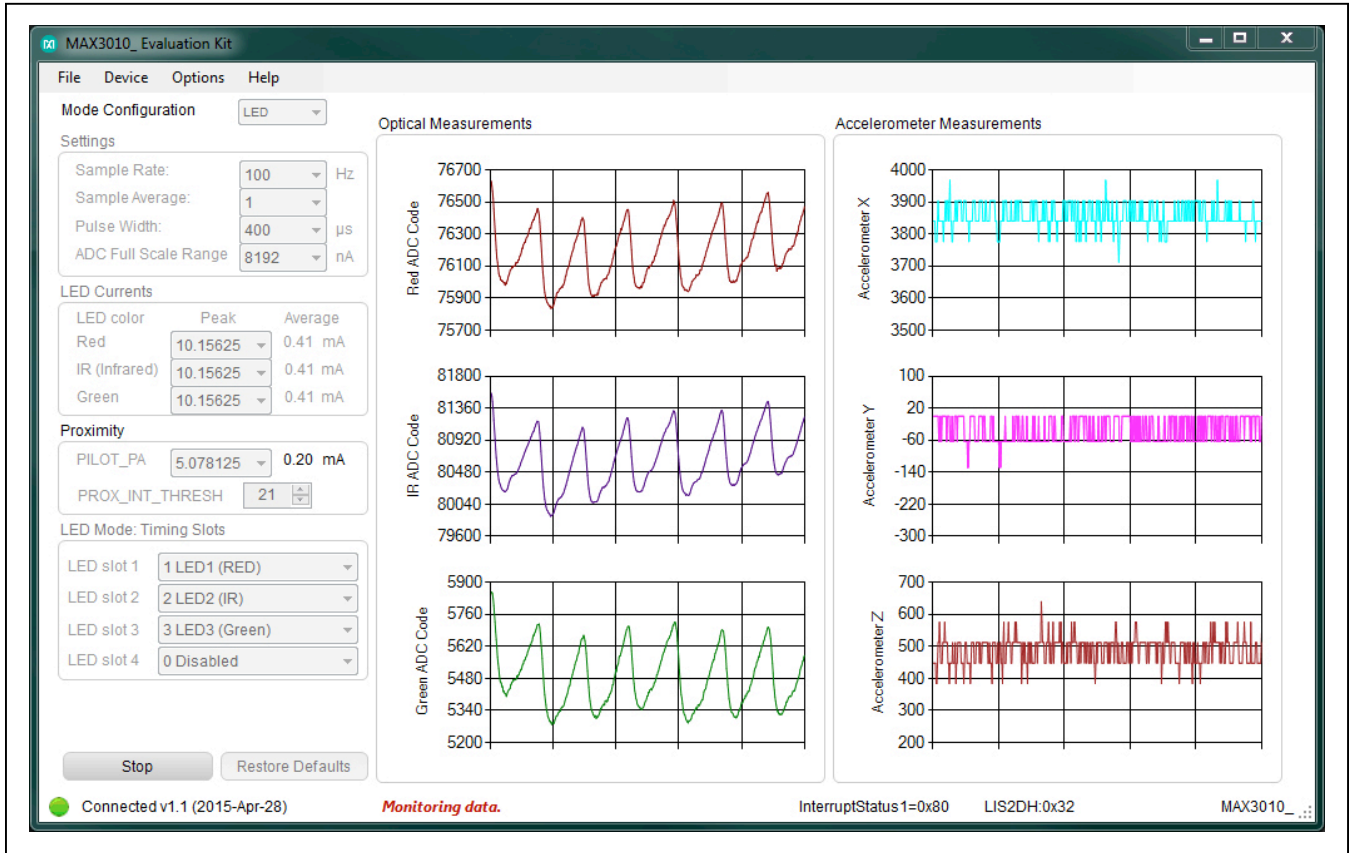 MAX3010_ Evaluation Kit
File Device Options Help
Mode Configuration LED
Settings
Sample Rate: 100 Hz
Sample Average: 1
Pulse Width: 400 µs
ADC Full Scale Range 8192 nA
LED Currents
LED color Peak Average
Red 10.15625 0.41 mA
IR (Infrared) 10.15625 0.41 mA
Green 10.15625 0.41 mA
Proximity
PILOT_PA 5.078125 0.20 mA
PROX_INT_THRESH 21
LED Mode: Timing Slots
LED slot 1 1 LED1 (RED)
LED slot 2 2 LED2 (IR)
LED slot 3 3 LED3 (Green)
LED slot 4 0 Disabled
Stop Restore Defaults
Optical Measurements
Red ADC Code
76700
76500
76300
76100
75900
75700
IR ADC Code
81800
81360
80920
80480
80040
79600
Green ADC Code
5900
5760
5620
5480
5340
5200
Accelerometer Measurements
Accelerometer X
4000
3900
3800
3700
3600
3500
Accelerometer Y
100
20
-60
-140
-220
-300
Accelerometer Z
700
600
500
400
300
200
Connected v1.1 (2015-Apr-28) Monitoring data. InterruptStatus1=0x80 LIS2DH:0x32 MAX3010_